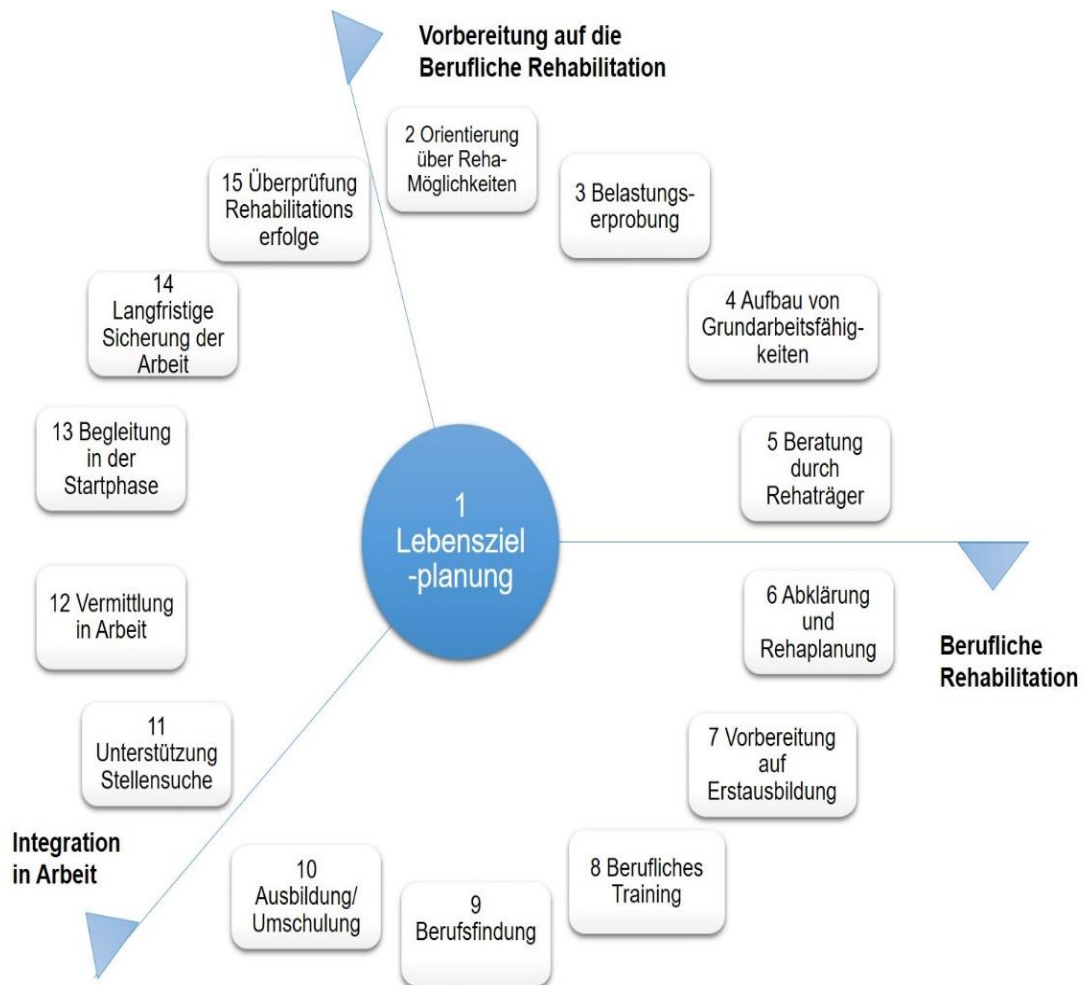 Vorbereitung auf die
Berufliche Rehabilitation
2 Orientierung
über Reha-
Möglichkeiten
3 Belastungs-
erprobung
4 Aufbau von
Grundarbeitsfähig-
keiten
5 Beratung
durch
Rehaträger
Berufliche
Rehabilitation
6 Abklärung
und
Rehaplanung
7 Vorbereitung
auf
Erstausbildung
8 Berufliches
Training
9
Berufsfindung
10
Ausbildung/
Umschulung
Integration
in Arbeit
11
Unterstützung
Stellensuche
12 Vermittlung
in Arbeit
13 Begleitung
in der
Startphase
14
Langfristige
Sicherung der
Arbeit
15 Überprüfung
Rehabilitations
erfolge
1
Lebensziel
-planung